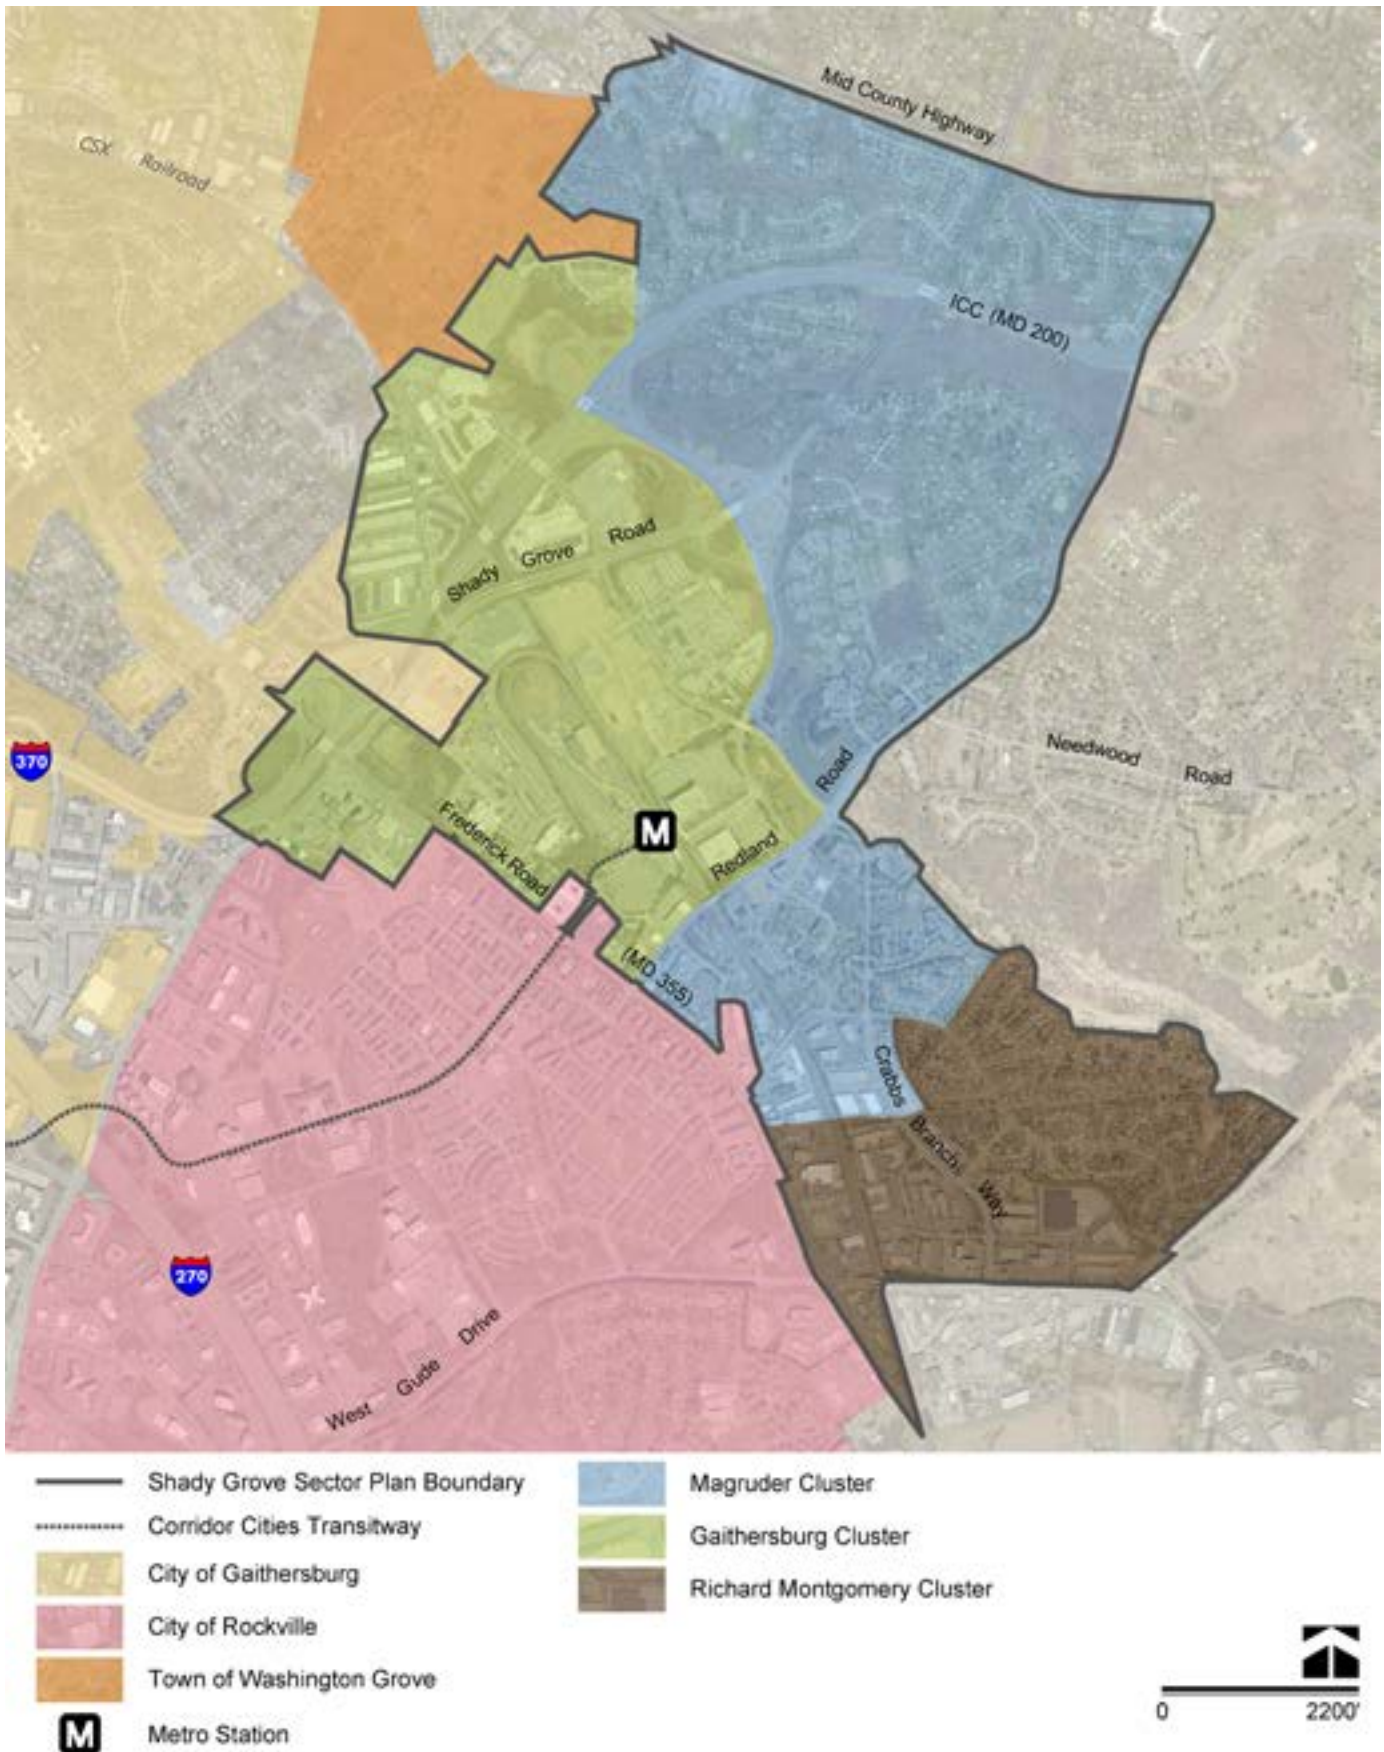 Mid County Highway
CSX Railroad
ICC (MD 200)
Shady Grove Road
Needwood Road
370
Road
M
Frederick Road
Redland
(MD 355)
Crabbs
Branch
Way
270
West Gude Drive
Shady Grove Sector Plan Boundary
Corridor Cities Transitway
City of Gaithersburg
City of Rockville
Town of Washington Grove
M Metro Station
Magruder Cluster
Gaithersburg Cluster
Richard Montgomery Cluster
0 2200'